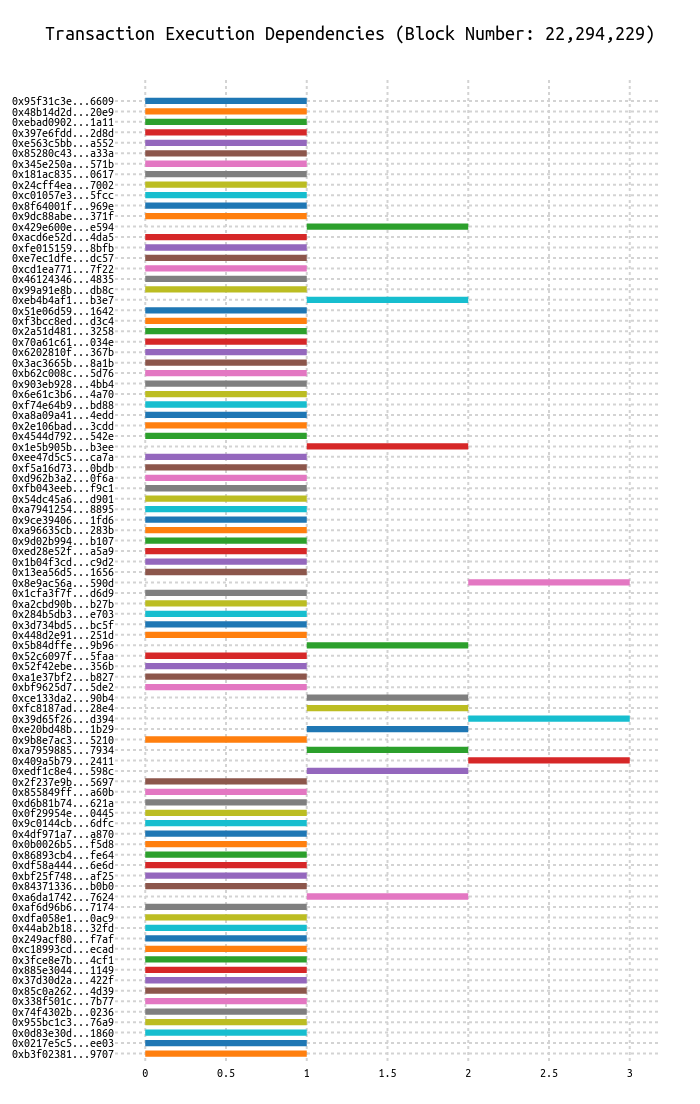 Transaction Execution Dependencies (Block Number: 22,294,229)
0x95f31c3e...6609
0x48b14d2d...20e9
0xebad0902...1a11
0x397e6fdd...2d8d
0xe563c5bb...a552
0x85280c43...a33a
0x345e250a...571b
0x181ac835...0617
0x24cff4ea...7002
0xc01057e3...5fcc
0x8f64001f...969e
0x9dc88abe...371f
0x429e600e...e594
0xacd6e52d...4da5
0xfe015159...8bfb
0xe7ec1dfe...dc57
0xcd1ea771...7f22
0x46124346...4835
0x99a91e8b...db8c
0xeb4b4af1...b3e7
0x51e06d59...1642
0xf3bcc8ed...d3c4
0x2a51d481...3258
0x70a61c61...034e
0x6202810f...367b
0x3ac3665b...8a1b
0xb62c008c...5d76
0x903eb928...4bb4
0x6e61c3b6...4a70
0xf74e64b9...bd88
0xa8a09a41...4edd
0x2e106bad...3cdd
0x4544d792...542e
0x1e5b905b...b3ee
0xee47d5c5...ca7a
0xf5a16d73...0bdb
0xd962b3a2...0f6a
0xfb043eeb...f9c1
0x54dc45a6...d901
0xa7941254...8895
0x9ce39406...1fd6
0xa96635cb...283b
0x9d02b994...b107
0xed28e52f...a5a9
0x1b04f3cd...c9d2
0x13ea56d5...1656
0x8e9ac56a...590d
0x1cfa3f7f...d6d9
0xa2cbd90b...b27b
0x284b5db3...e703
0x3d734bd5...bc5f
0x448d2e91...251d
0x5b84dffe...9b96
0x52c6097f...5faa
0x52f42ebe...356b
0xa1e37bf2...b827
0xbf9625d7...5de2
0xce133da2...90b4
0xfc8187ad...28e4
0x39d65f26...d394
0xe20bd48b...1b29
0x9b8e7ac3...5210
0xa7959885...7934
0x409a5b79...2411
0xedf1c8e4...598c
0x2f237e9b...5697
0x855849ff...a60b
0xd6b81b74...621a
0x0f29954e...0445
0x9c0144cb...6dfc
0x4df971a7...a870
0x0b0026b5...f5d8
0x86893cb4...fe64
0xdf58a444...6e6d
0xbf25f748...af25
0x84371336...b0b0
0xa6da1742...7624
0xaf6d96b6...7174
0xdfa058e1...0ac9
0x44ab2b18...32fd
0x249acf80...f7af
0xc18993cd...ecad
0x3fce8e7b...4cf1
0x885e3044...1149
0x37d30d2a...422f
0x85c0a262...4d39
0x338f501c...7b77
0x74f4302b...0236
0x955bc1c3...76a9
0x0d83e30d...1860
0x0217e5c5...ee03
0xb3f02381...9707
0 0.5 1 1.5 2 2.5 3